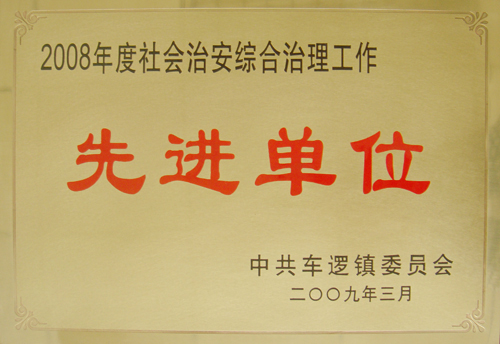 2008年度社会治安综合治理工作
先进单位
中共车逻镇委员会
二〇〇九年三月